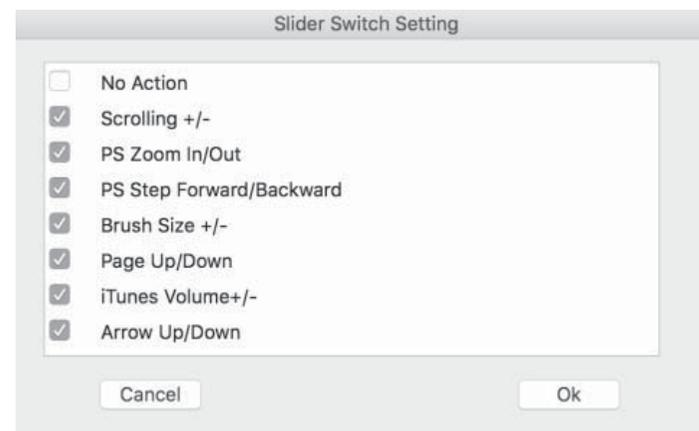 Slider Switch Setting
No Action
Scrolling +/-
PS Zoom In/Out
PS Step Forward/Backward
Brush Size +/-
Page Up/Down
iTunes Volume+/-
Arrow Up/Down
Cancel
Ok